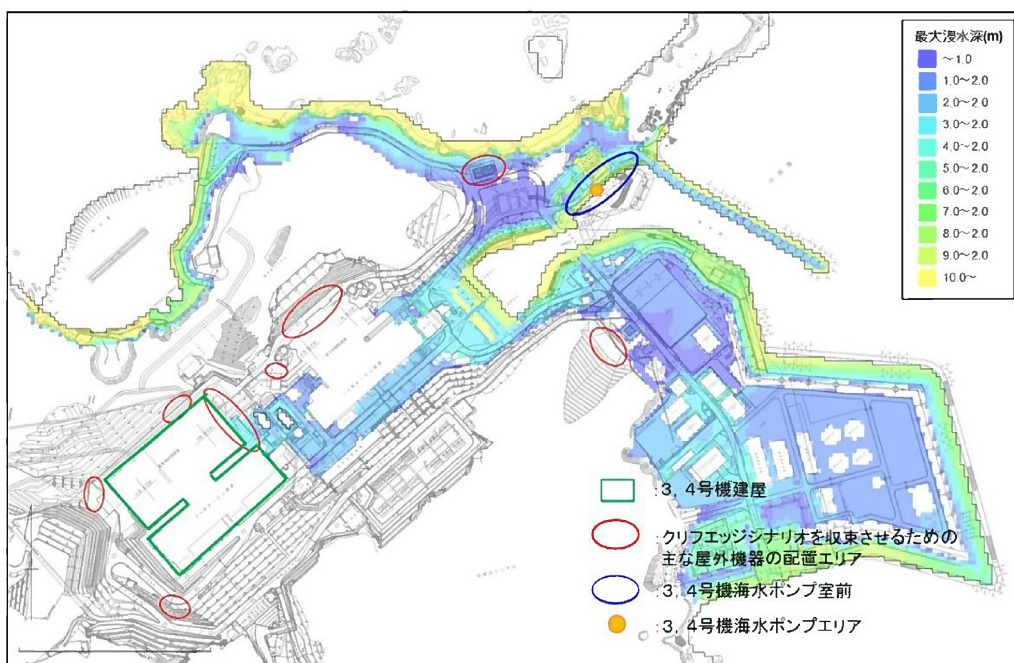 最大浸水深(m)
～1.0
1.0～2.0
2.0～2.0
3.0～2.0
4.0～2.0
5.0～2.0
6.0～2.0
7.0～2.0
8.0～2.0
9.0～2.0
10.0～
:3, 4号機建屋
:クリフエッジシナリオを収束させるための
主な屋外機器の配置エリア
:3, 4号機海水ポンプ室前
:3, 4号機海水ポンプエリア